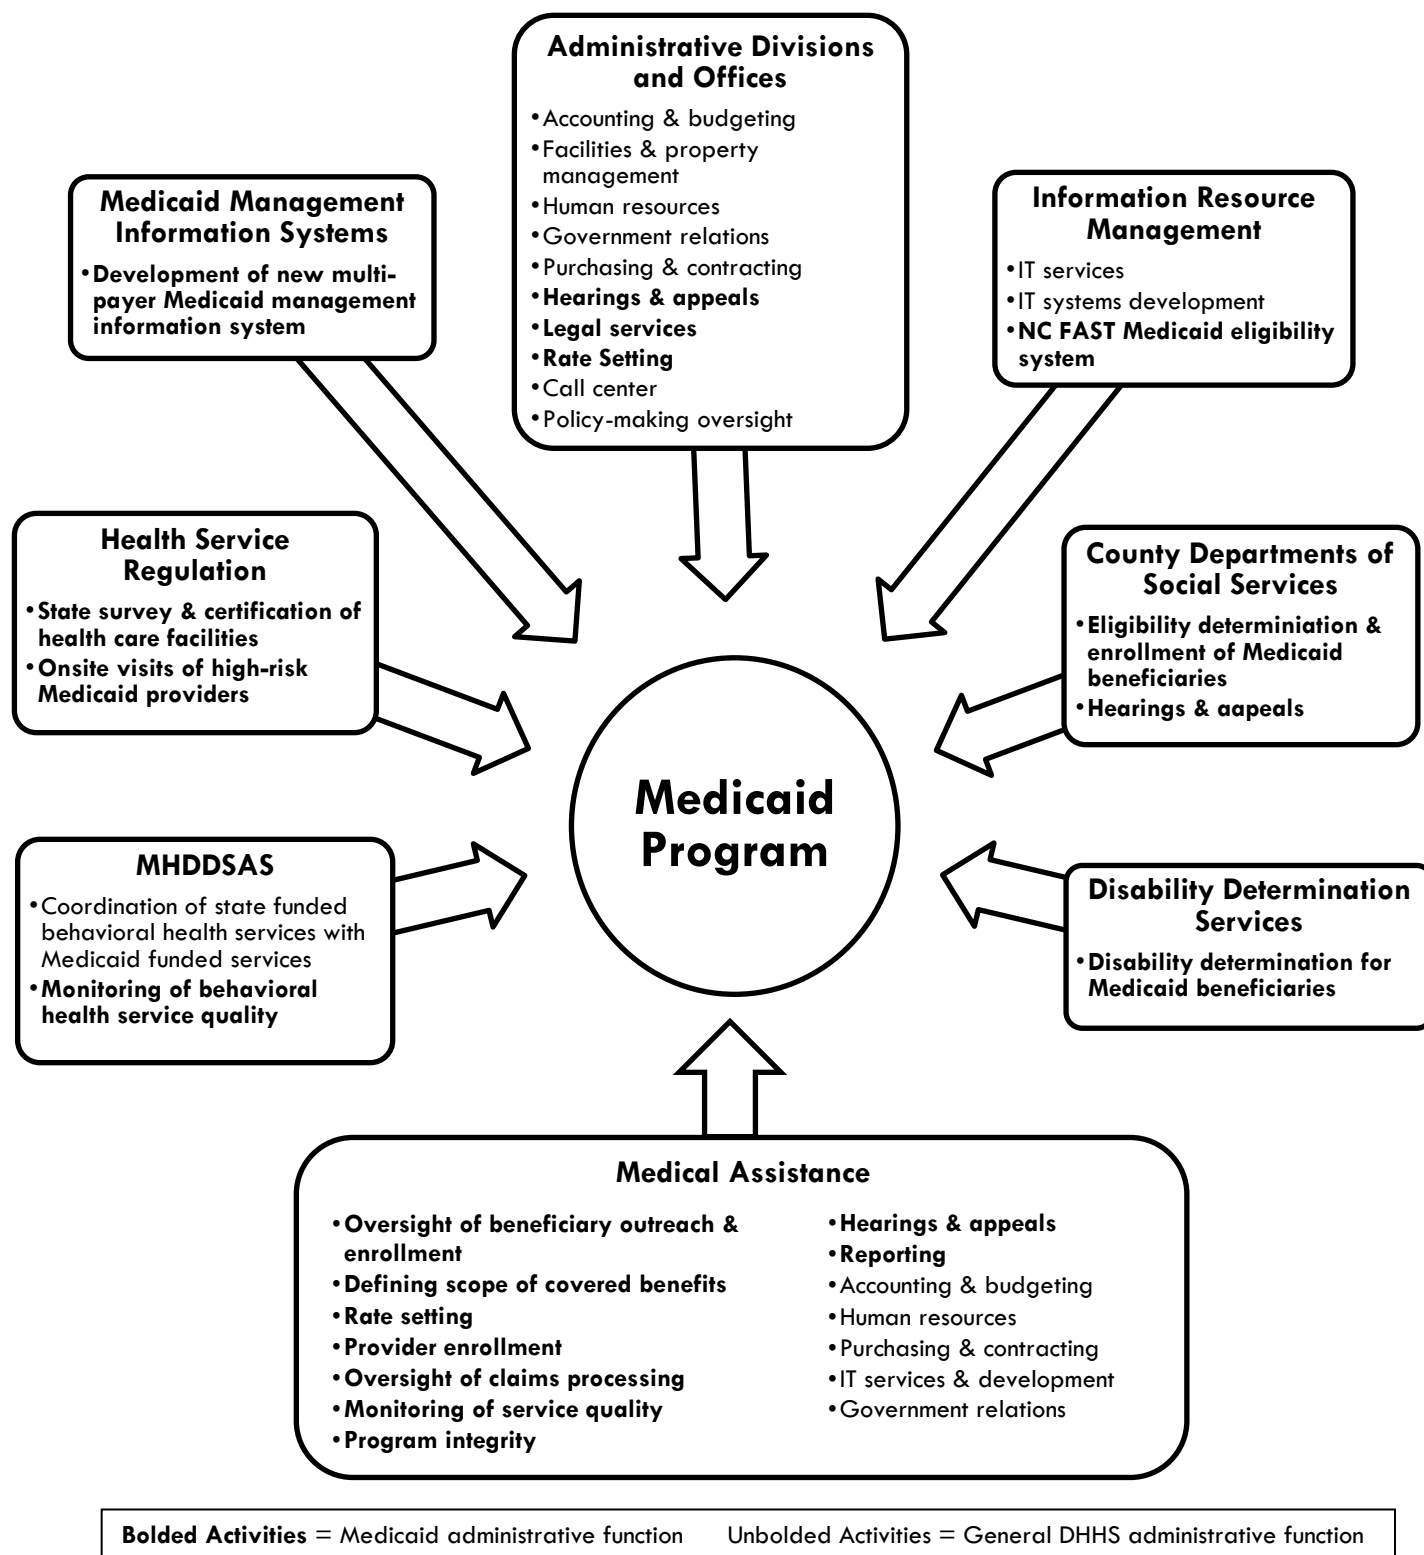 Administrative Divisions
and Offices
•Accounting & budgeting
•Facilities & property
management
•Human resources
•Government relations
•Purchasing & contracting
•Hearings & appeals
•Legal services
•Rate Setting
•Call center
•Policy-making oversight
Medicaid Management
Information Systems
•Development of new multi-
payer Medicaid management
information system
Information Resource
Management
•IT services
•IT systems development
•NC FAST Medicaid eligibility
system
Health Service
Regulation
•State survey & certification of
health care facilities
•Onsite visits of high-risk
Medicaid providers
County Departments of
Social Services
•Eligibility determiniation &
enrollment of Medicaid
beneficiaries
•Hearings & aapeals
Medicaid
Program
MHDDSAS
•Coordination of state funded
behavioral health services with
Medicaid funded services
•Monitoring of behavioral
health service quality
Disability Determination
Services
•Disability determination for
Medicaid beneficiaries
Medical Assistance
•Oversight of beneficiary outreach &
enrollment
•Defining scope of covered benefits
•Rate setting
•Provider enrollment
•Oversight of claims processing
•Monitoring of service quality
•Program integrity
•Hearings & appeals
•Reporting
•Accounting & budgeting
•Human resources
•Purchasing & contracting
•IT services & development
•Government relations
Bolded Activities = Medicaid administrative function Unbolded Activities = General DHHS administrative function